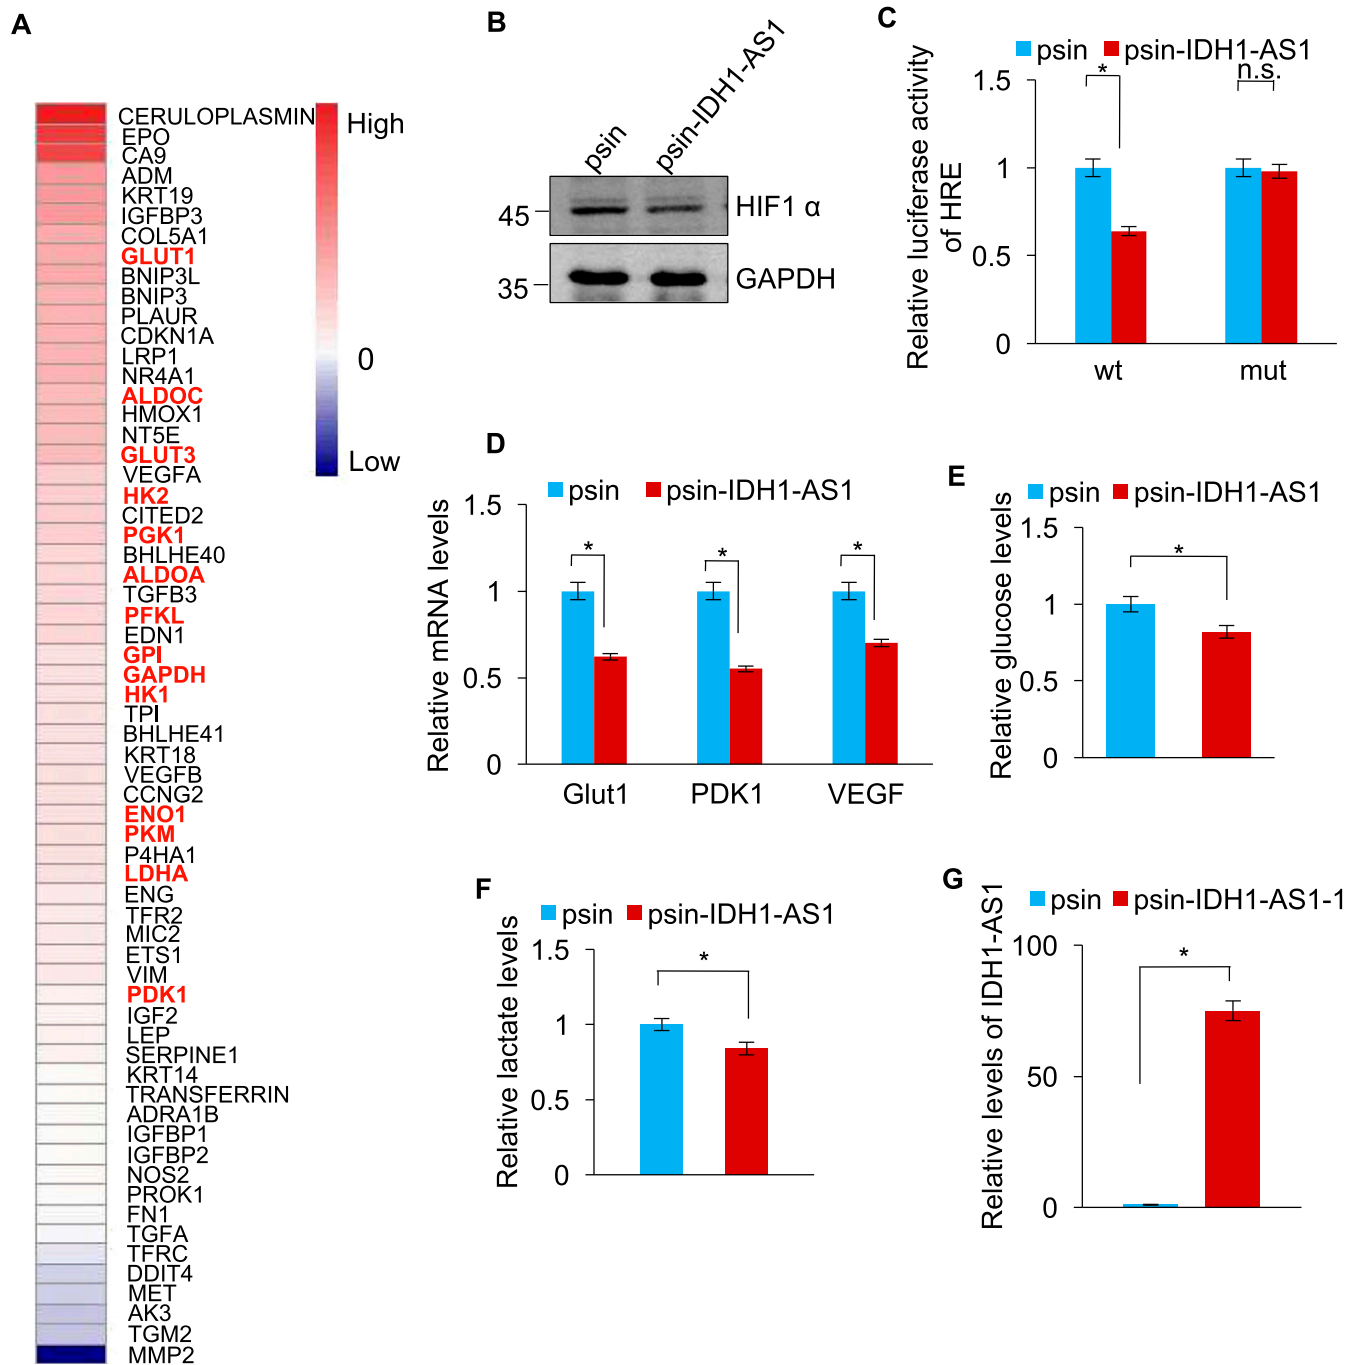 A
CERULOPLASMIN
EPO
CA9
ADM
KRT19
IGFBP3
COL5A1
GLUT1
BNIP3L
BNIP3
PLAUR
CDKN1A
LRP1
NR4A1
ALDOC
HMOX1
NT5E
GLUT3
VEGFA
HK2
CITED2
PGK1
BHLHE40
ALDOA
TGFB3
PFKL
EDN1
GPI
GAPDH
HK1
TPI
BHLHE41
KRT18
VEGFB
CCNG2
ENO1
PKM
P4HA1
LDHA
ENG
TFR2
MIC2
ETS1
VIM
PDK1
IGF2
LEP
SERPINE1
KRT14
TRANSFERRIN
ADRA1B
IGFBP1
IGFBP2
NOS2
PROK1
FN1
TGFA
TFRC
DDIT4
MET
AK3
TGM2
MMP2
High
0
Low
B
psin
psin-IDH1-AS1
45
HIF1 α
35
GAPDH
C
psin psin-IDH1-AS1
Relative luciferase activity
of HRE
1.5
1
0.5
0
*
n.s.
wt mut
D
psin psin-IDH1-AS1
Relative mRNA levels
1.5
1
0.5
0
* * *
Glut1 PDK1 VEGF
E
psin psin-IDH1-AS1
Relative glucose levels
1.5
1
0.5
0
*
F
psin psin-IDH1-AS1
Relative lactate levels
1.5
1
0.5
0
*
G
psin psin-IDH1-AS1-1
Relative levels of IDH1-AS1
100
50
0
*